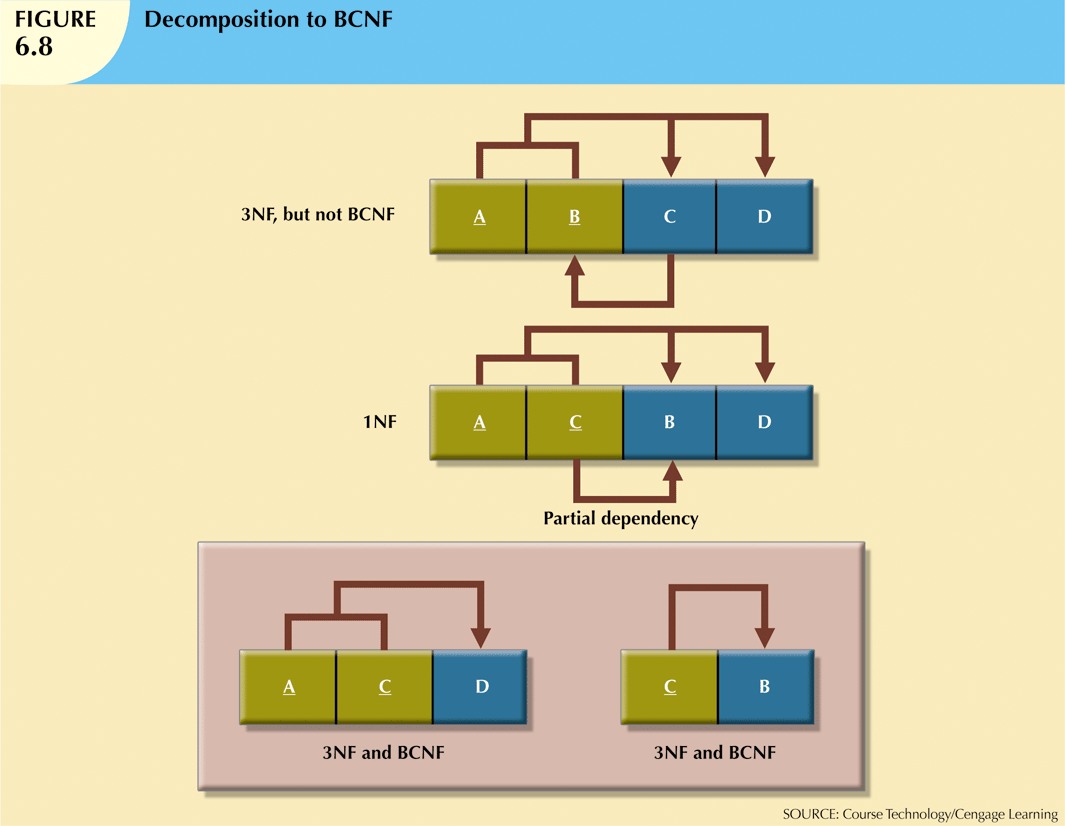 FIGURE
6.8
Decomposition to BCNF
3NF, but not BCNF
A B C D
1NF
A C B D
Partial dependency
A C D
C B
3NF and BCNF
3NF and BCNF
SOURCE: Course Technology/Cengage Learning